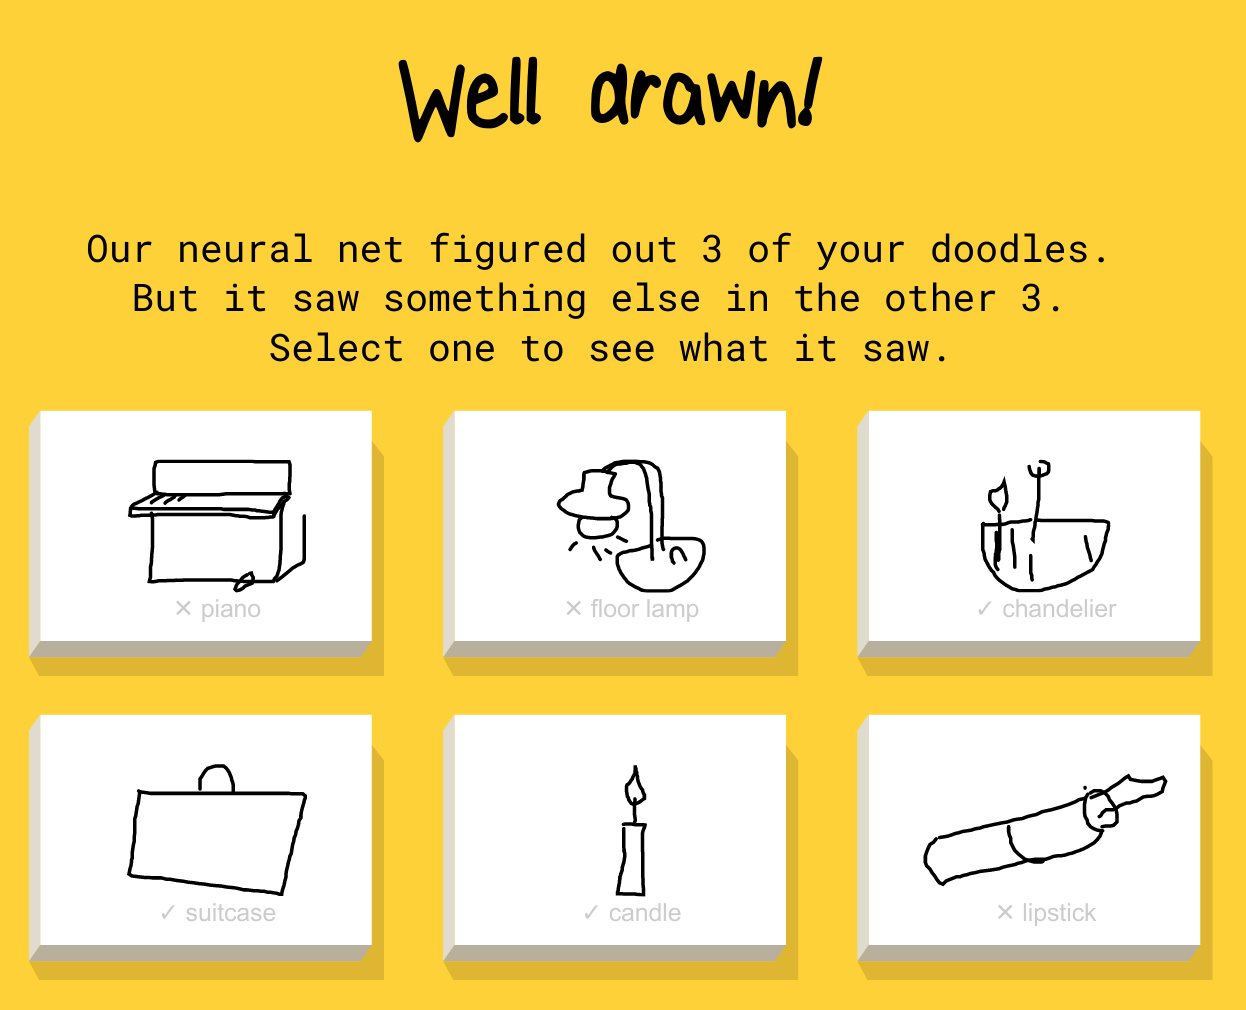 Well drawn!
Our neural net figured out 3 of your doodles.
But it saw something else in the other 3.
Select one to see what it saw.
✕ piano
✕ floor lamp
✓ chandelier
✓ suitcase
✓ candle
✕ lipstick